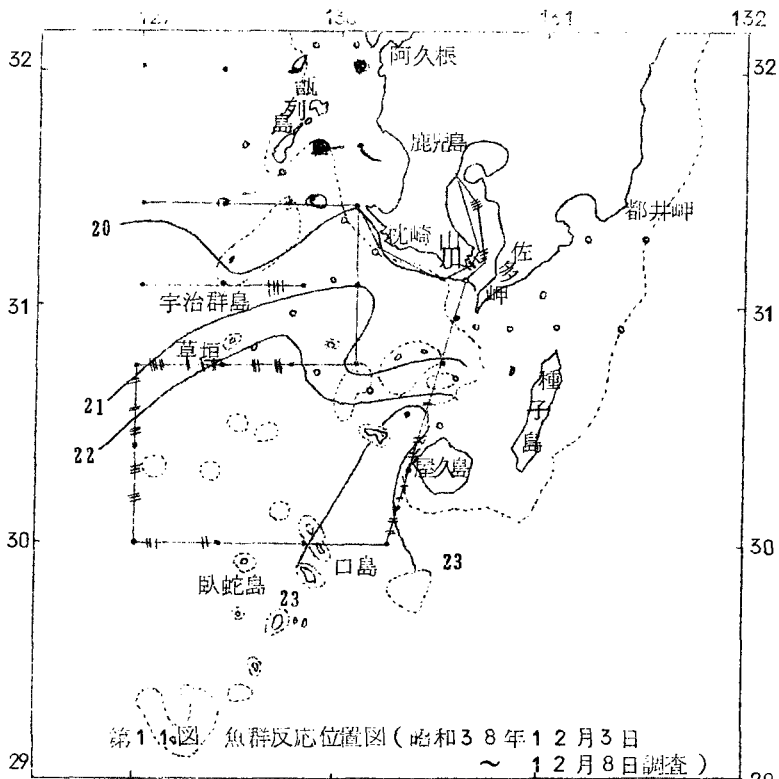 127 130 131 132
32 32
阿久根
甑列島
鹿児島
都井岬
20
枕崎
山川
佐多岬
31 31
宇治群島
草垣
21
種子島
22
屋久島
30 30
臥蛇島
口島
23
23
第11図 魚群反応位置図(昭和38年12月3日
~ 12月8日調査)
29